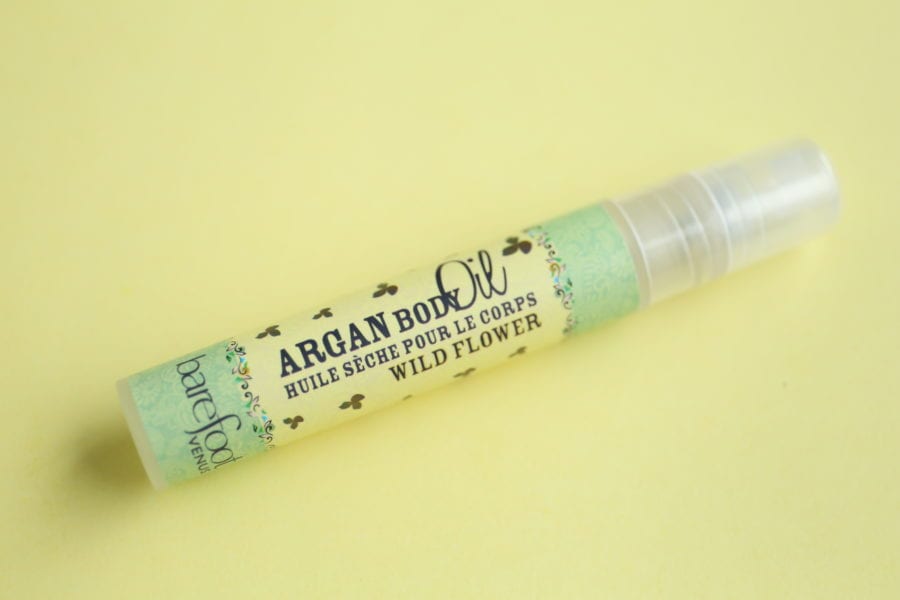 ARGAN BODY Oil
HUILE SÈCHE POUR LE CORPS
WILD FLOWER
barefoot
VENUS